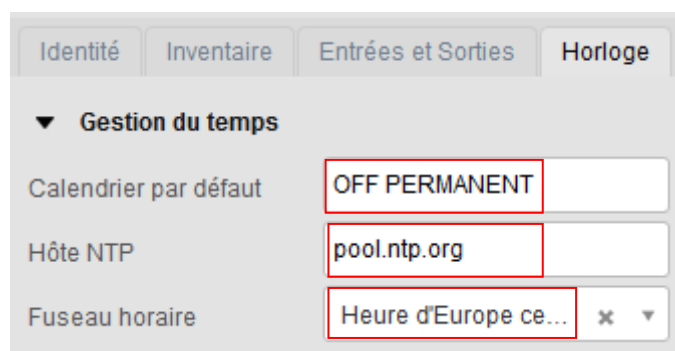 Identité Inventaire Entrées et Sorties Horloge
Gestion du temps
Calendrier par défaut OFF PERMANENT
Hôte NTP pool.ntp.org
Fuseau horaire Heure d'Europe ce...